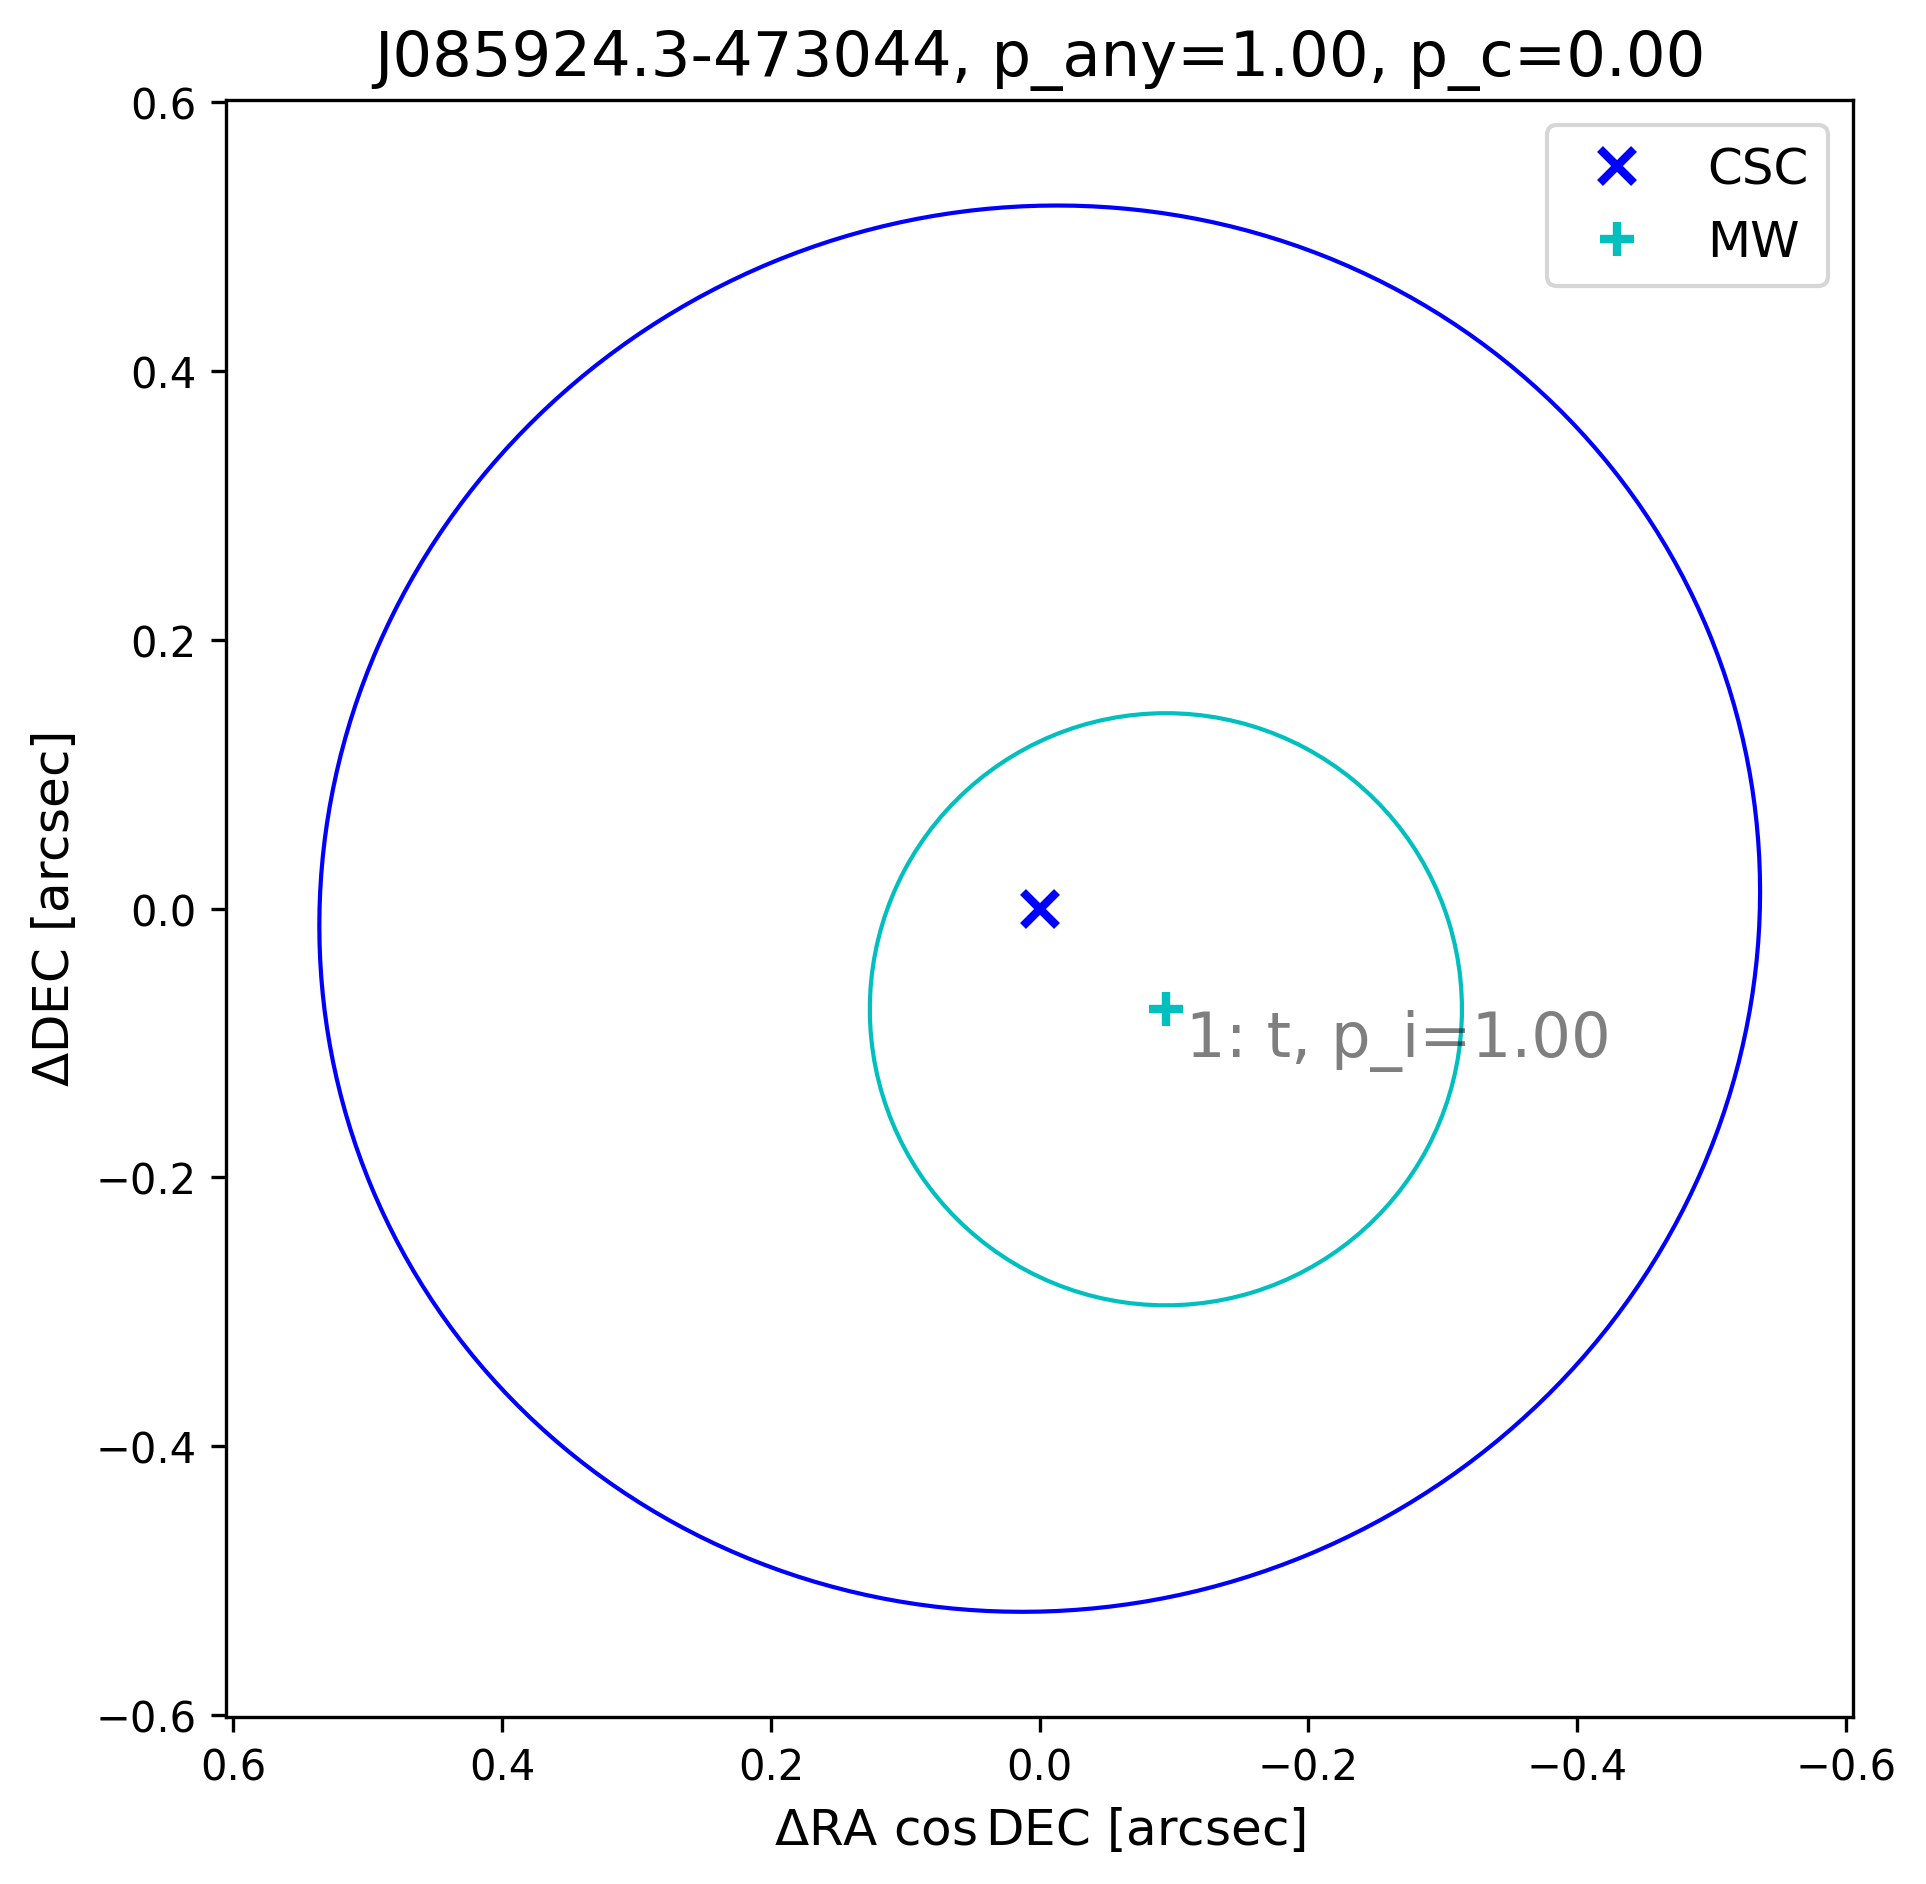 J085924.3-473044, p_any=1.00, p_c=0.00
CSC
MW
0.6
0.4
0.2
0.0
−0.2
−0.4
−0.6
ΔDEC [arcsec]
1: t, p_i=1.00
0.6 0.4 0.2 0.0 −0.2 −0.4 −0.6
ΔRA cos DEC [arcsec]